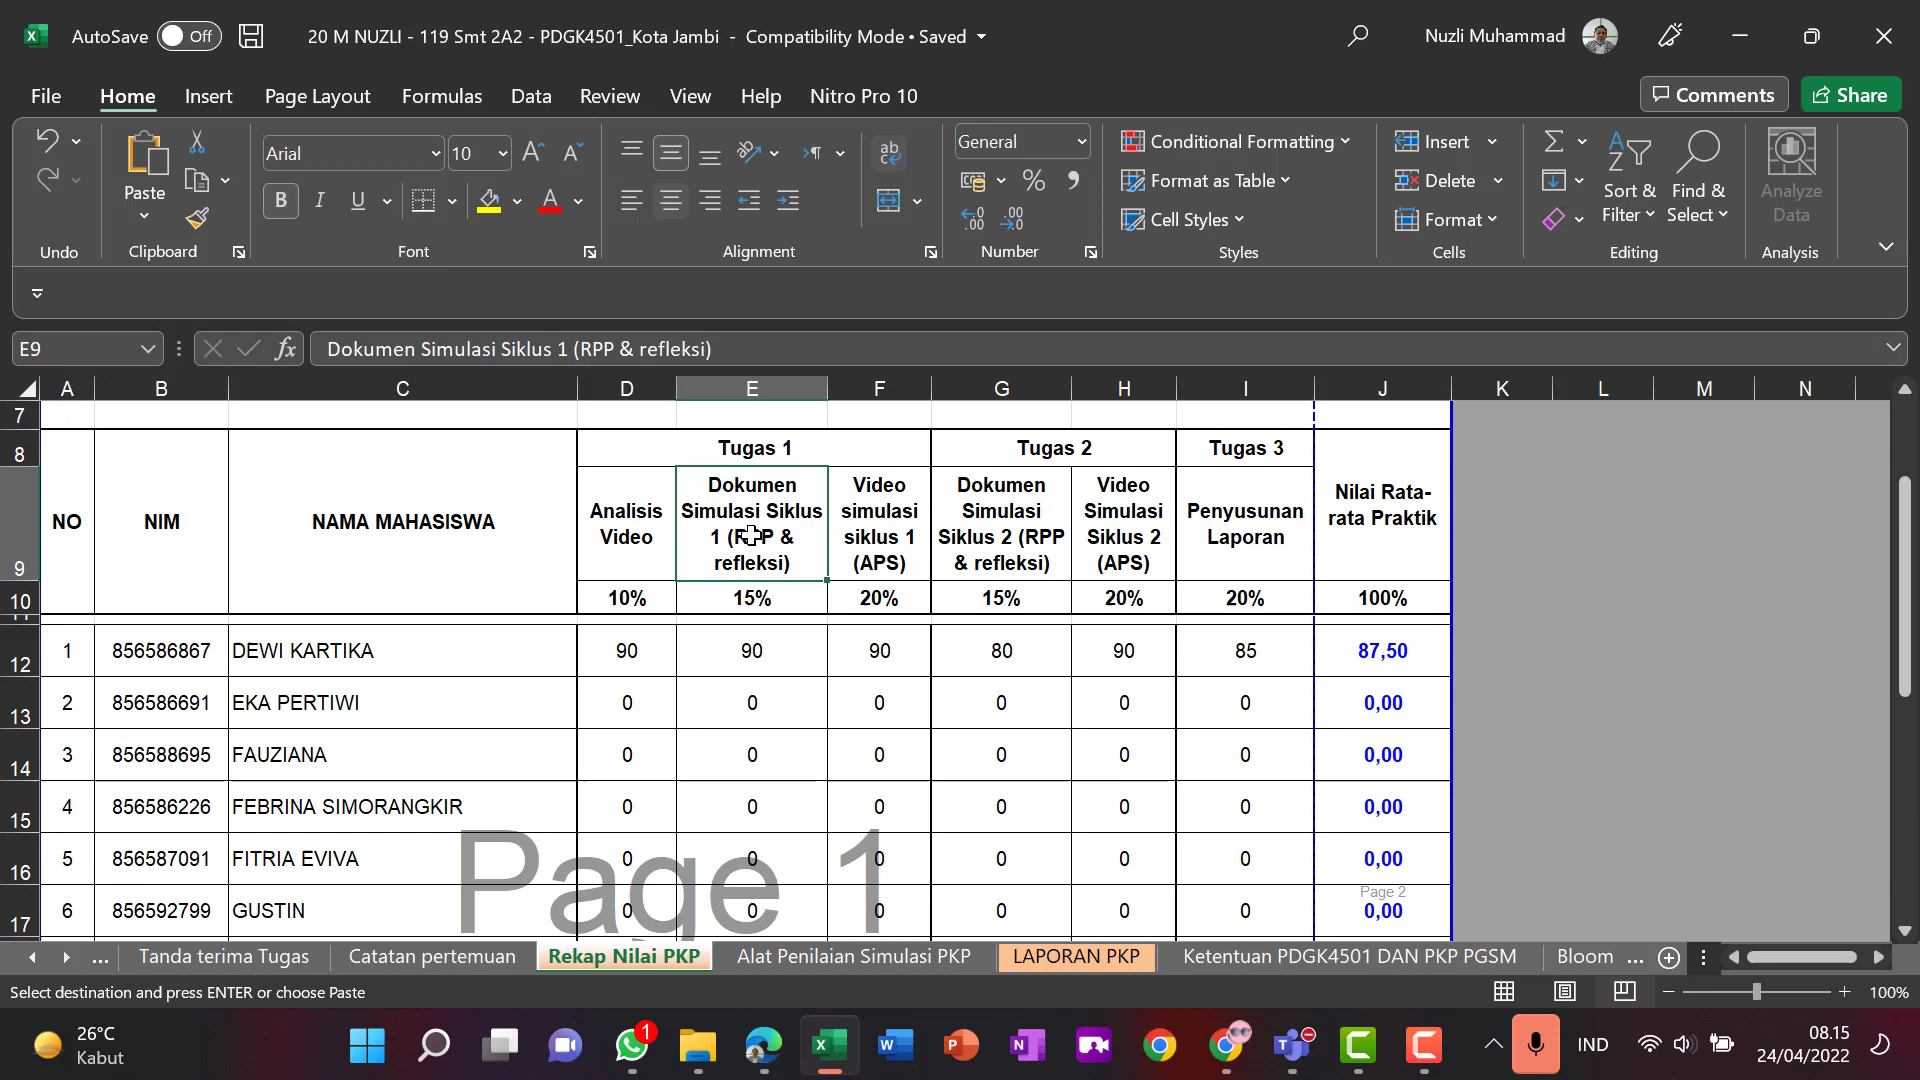 AutoSave Off 20 M NUZLI - 119 Smt 2A2 - PDGK4501_Kota Jambi - Compatibility Mode • Saved Nuzli Muhammad
File Home Insert Page Layout Formulas Data Review View Help Nitro Pro 10 Comments Share
Paste Arial 10 General Conditional Formatting Format as Table Cell Styles Insert Delete Format Sort & Filter Find & Select Analyze Data
Undo Clipboard Font Alignment Number Styles Cells Editing Analysis
E9 fx Dokumen Simulasi Siklus 1 (RPP & refleksi)
A B C D E F G H I J K L M N
7
8 Tugas 1 Tugas 2 Tugas 3
9 NO NIM NAMA MAHASISWA
Analisis Video
Dokumen Simulasi Siklus 1 (RPP & refleksi)
Video simulasi siklus 1 (APS)
Dokumen Simulasi Siklus 2 (RPP & refleksi)
Video Simulasi Siklus 2 (APS)
Penyusunan Laporan
Nilai Rata-rata Praktik
10 10% 15% 20% 15% 20% 20% 100%
12 1 856586867 DEWI KARTIKA 90 90 90 80 90 85 87,50
13 2 856586691 EKA PERTIWI 0 0 0 0 0 0 0,00
14 3 856588695 FAUZIANA 0 0 0 0 0 0 0,00
15 4 856586226 FEBRINA SIMORANGKIR 0 0 0 0 0 0 0,00
16 5 856587091 FITRIA EVIVA 0 0 0 0 0 0 0,00
17 6 856592799 GUSTIN 0 0 0 0 0 0 0,00
Page 1
Page 2
... Tanda terima Tugas Catatan pertemuan Rekap Nilai PKP Alat Penilaian Simulasi PKP LAPORAN PKP Ketentuan PDGK4501 DAN PKP PGSM Bloom ...
Select destination and press ENTER or choose Paste 100%
26°C
Kabut
1
IND
08.15
24/04/2022